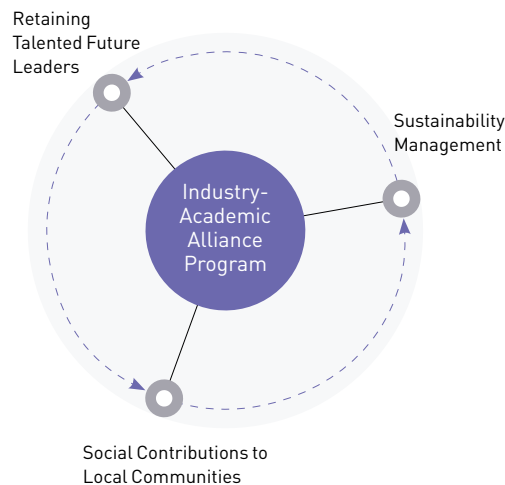 Retaining
Talented Future
Leaders
Sustainability
Management
Industry-
Academic
Alliance
Program
Social Contributions to
Local Communities